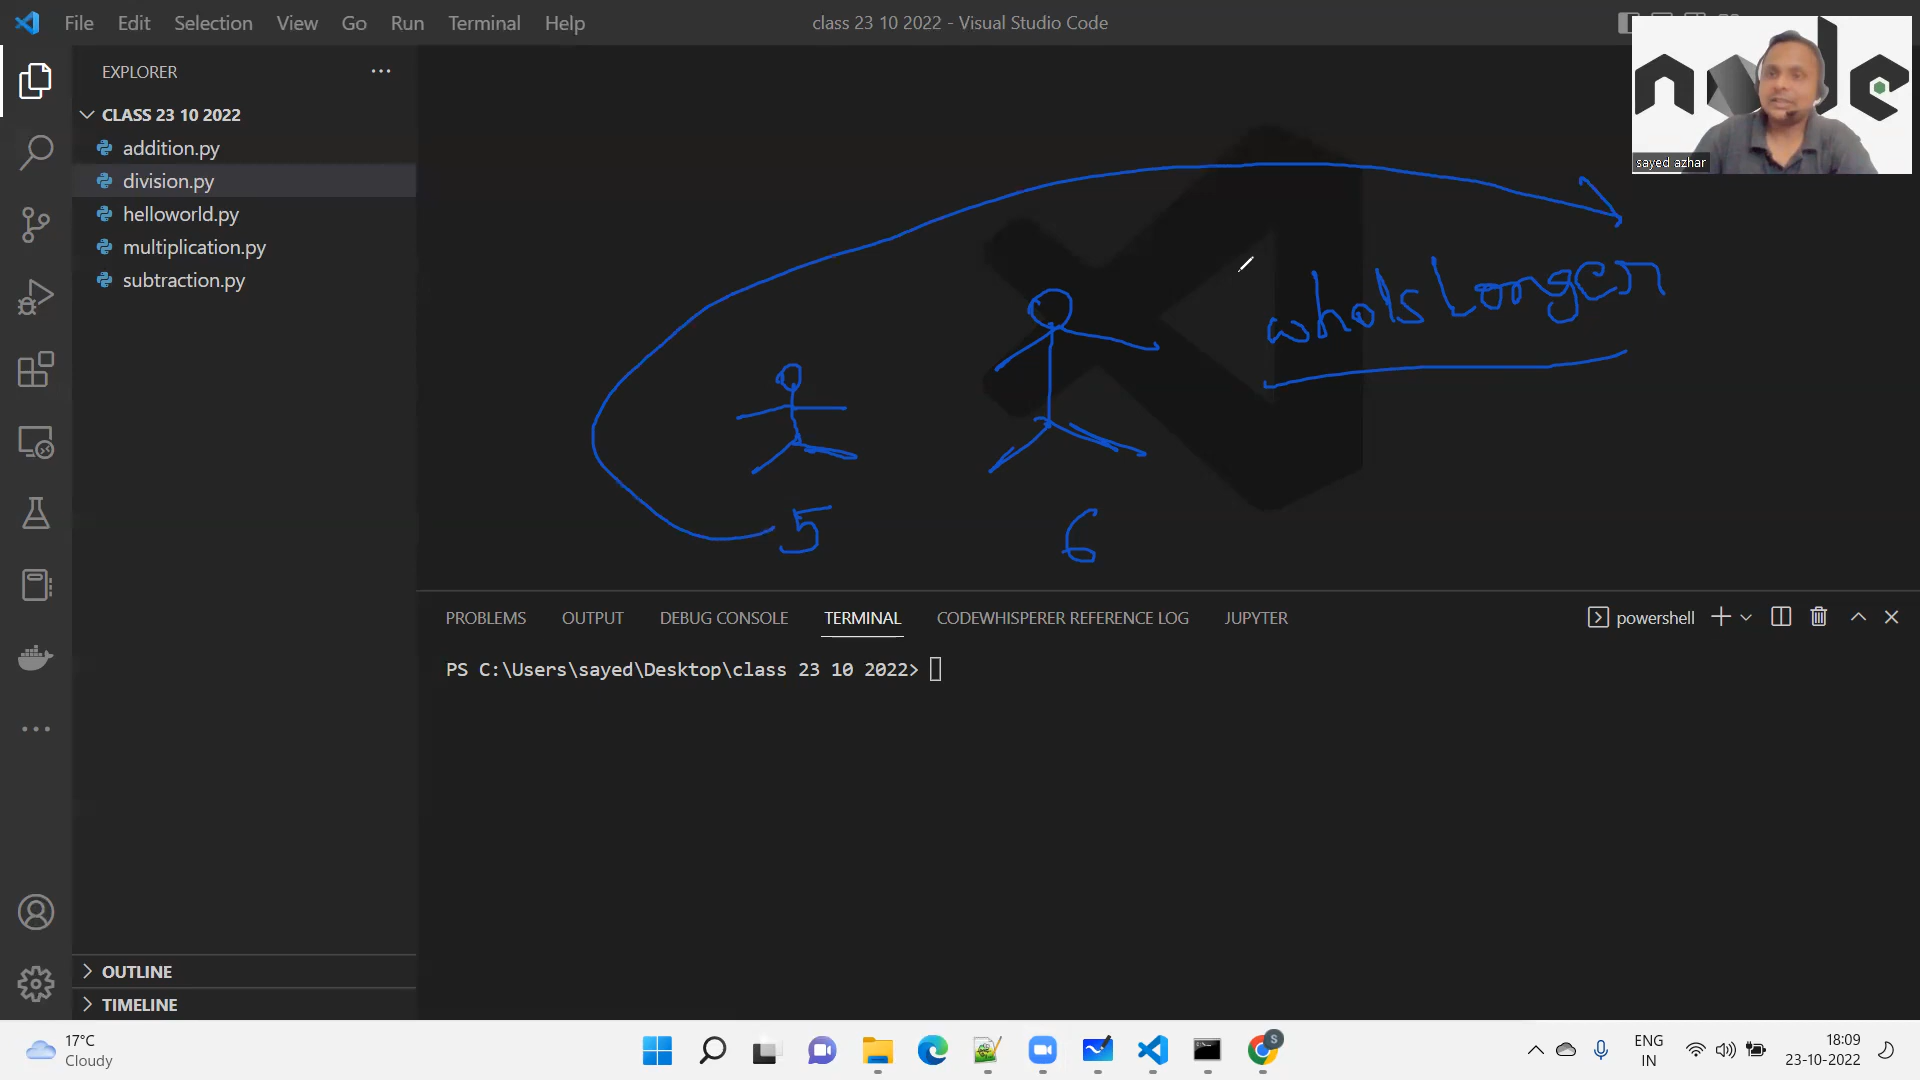 File Edit Selection View Go Run Terminal Help
class 23 10 2022 - Visual Studio Code
sayed azhar
EXPLORER
CLASS 23 10 2022
addition.py
division.py
helloworld.py
multiplication.py
subtraction.py
whoIsLonger
5
6
PROBLEMS OUTPUT DEBUG CONSOLE TERMINAL CODEWHISPERER REFERENCE LOG JUPYTER
powershell
PS C:\Users\sayed\Desktop\class 23 10 2022>
OUTLINE
TIMELINE
17°C
Cloudy
S
ENG
IN
18:09
23-10-2022